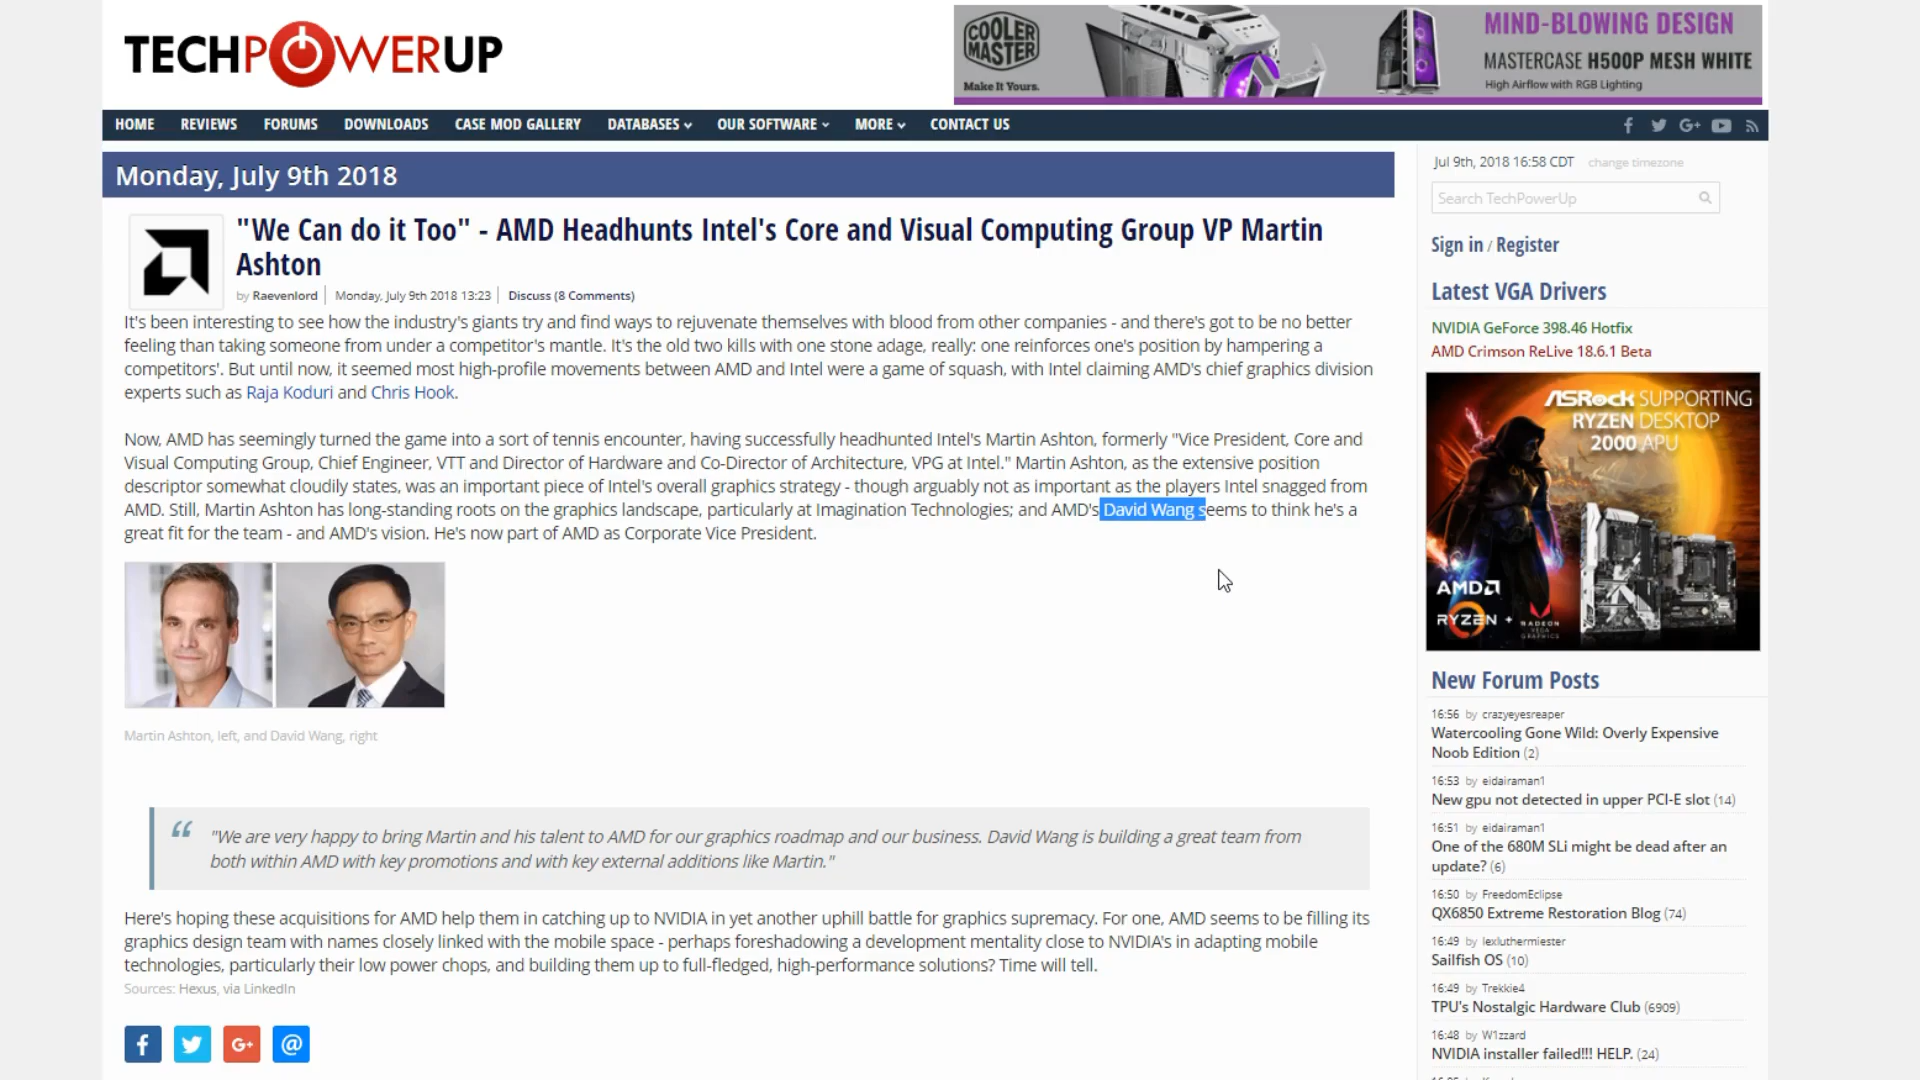 TECHPOWERUP
COOLER
MASTER
Make It Yours.
MIND-BLOWING DESIGN
MASTERCASE H500P MESH WHITE
High Airflow with RGB Lighting
HOME REVIEWS FORUMS DOWNLOADS CASE MOD GALLERY DATABASES OUR SOFTWARE MORE CONTACT US
Monday, July 9th 2018
"We Can do it Too" - AMD Headhunts Intel's Core and Visual Computing Group VP Martin
Ashton
by Raevenlord Monday, July 9th 2018 13:23 Discuss (8 Comments)
It's been interesting to see how the industry's giants try and find ways to rejuvenate themselves with blood from other companies - and there's got to be no better
feeling than taking someone from under a competitor's mantle. It's the old two kills with one stone adage, really: one reinforces one's position by hampering a
competitors'. But until now, it seemed most high-profile movements between AMD and Intel were a game of squash, with Intel claiming AMD's chief graphics division
experts such as Raja Koduri and Chris Hook.
Now, AMD has seemingly turned the game into a sort of tennis encounter, having successfully headhunted Intel's Martin Ashton, formerly "Vice President, Core and
Visual Computing Group, Chief Engineer, VTT and Director of Hardware and Co-Director of Architecture, VPG at Intel." Martin Ashton, as the extensive position
descriptor somewhat cloudily states, was an important piece of Intel's overall graphics strategy - though arguably not as important as the players Intel snagged from
AMD. Still, Martin Ashton has long-standing roots on the graphics landscape, particularly at Imagination Technologies; and AMD's David Wang seems to think he's a
great fit for the team - and AMD's vision. He's now part of AMD as Corporate Vice President.
Martin Ashton, left, and David Wang, right
"We are very happy to bring Martin and his talent to AMD for our graphics roadmap and our business. David Wang is building a great team from
both within AMD with key promotions and with key external additions like Martin."
Here's hoping these acquisitions for AMD help them in catching up to NVIDIA in yet another uphill battle for graphics supremacy. For one, AMD seems to be filling its
graphics design team with names closely linked with the mobile space - perhaps foreshadowing a development mentality close to NVIDIA's in adapting mobile
technologies, particularly their low power chops, and building them up to full-fledged, high-performance solutions? Time will tell.
Sources: Hexus, via LinkedIn
Jul 9th, 2018 16:58 CDT change timezone
Search TechPowerUp
Sign in / Register
Latest VGA Drivers
NVIDIA GeForce 398.46 Hotfix
AMD Crimson ReLive 18.6.1 Beta
ASRock SUPPORTING
RYZEN DESKTOP
2000 APU
AMD
RYZEN + RADEON
VEGA
GRAPHICS
New Forum Posts
16:56 by crazyeyesreaper
Watercooling Gone Wild: Overly Expensive
Noob Edition (2)
16:53 by eidairaman1
New gpu not detected in upper PCI-E slot (14)
16:51 by eidairaman1
One of the 680M SLi might be dead after an
update? (6)
16:50 by FreedomEclipse
QX6850 Extreme Restoration Blog (74)
16:49 by lexluthermiester
Sailfish OS (10)
16:49 by Trekkie4
TPU's Nostalgic Hardware Club (6909)
16:48 by W1zzard
NVIDIA installer failed!!! HELP. (24)